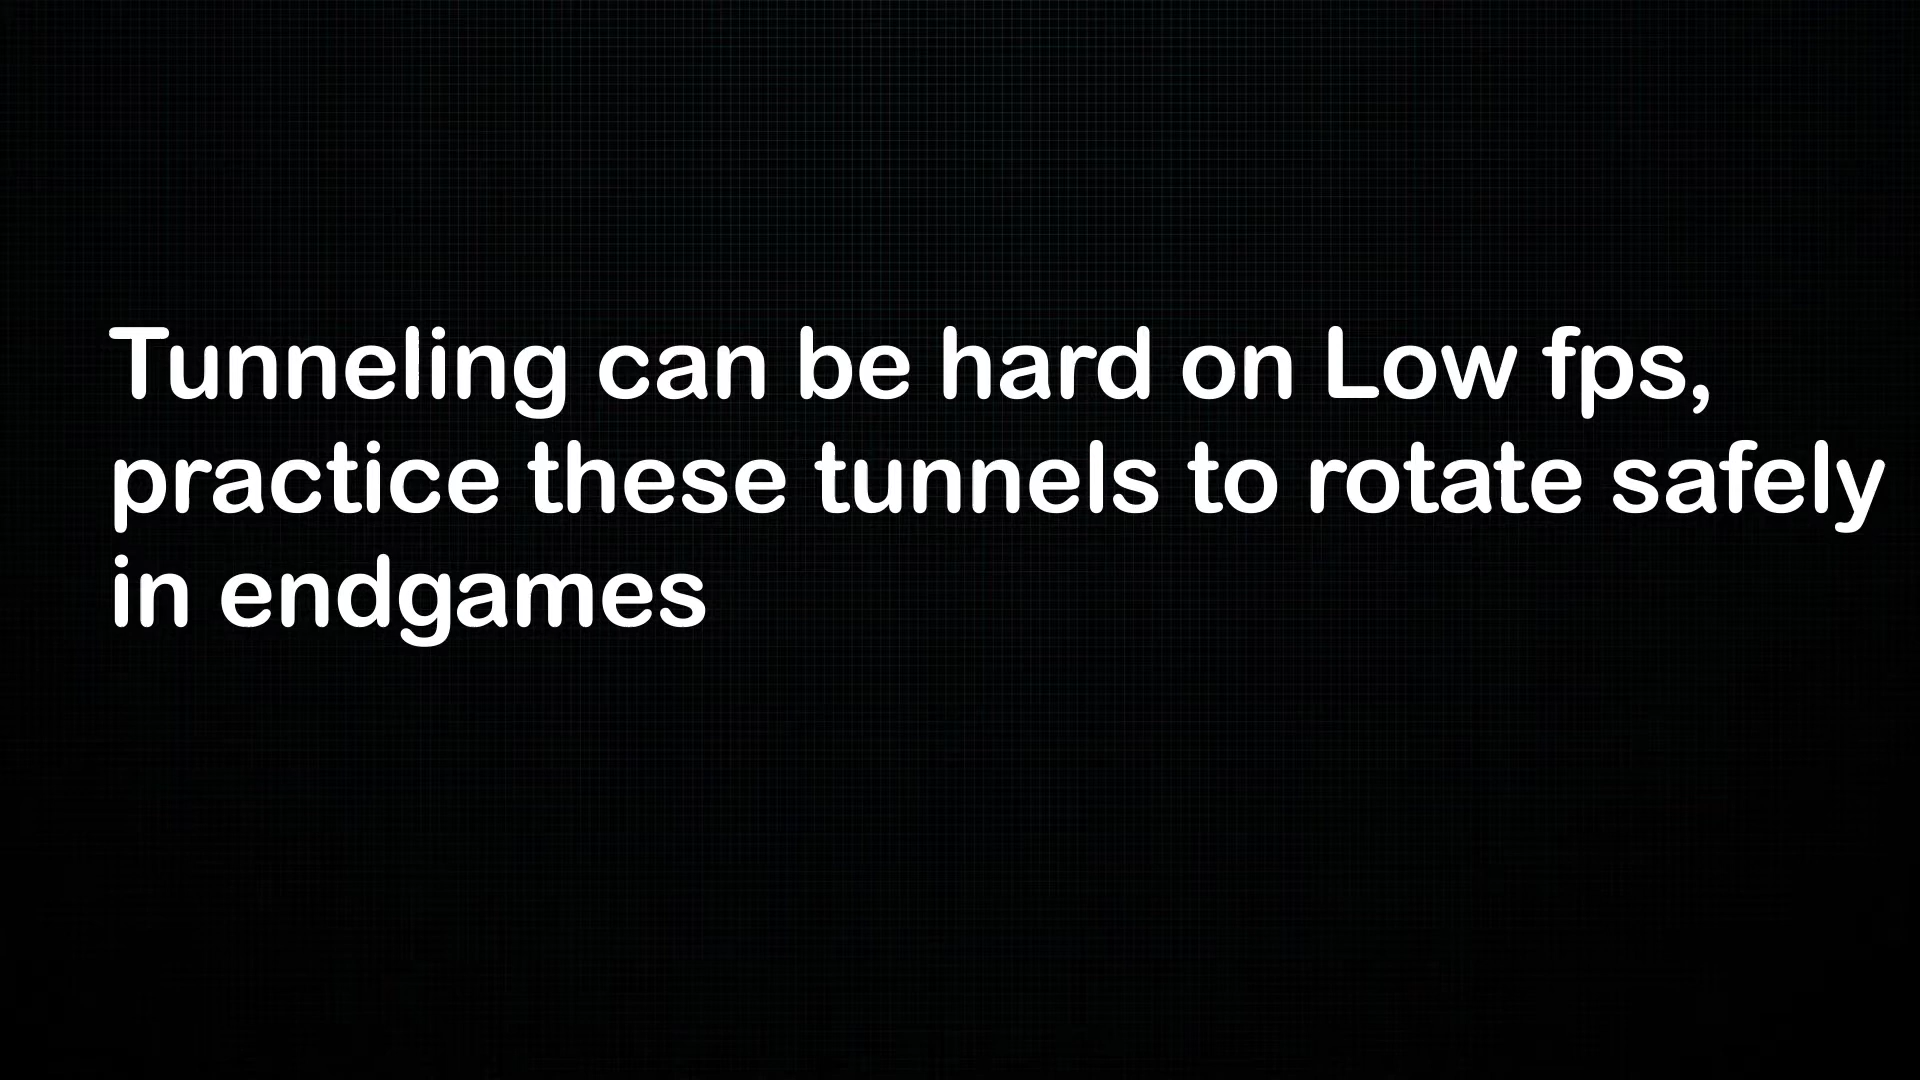 Tunneling can be hard on Low fps,
practice these tunnels to rotate safely
in endgames